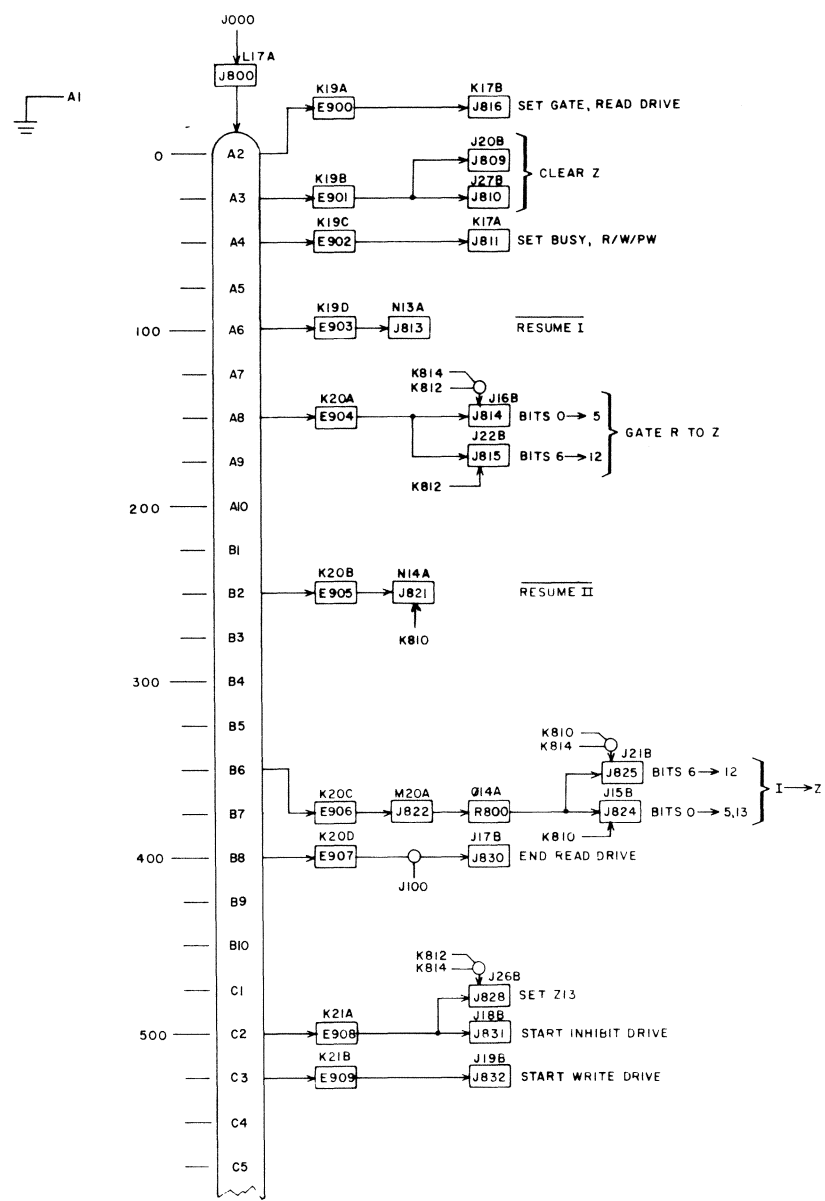 J000
L17A
J800
A1
K19A
E900
K17B
J816 SET GATE, READ DRIVE
0
A2
J20B
J809
CLEAR Z
K19B
E901
J27B
J810
A3
K19C
E902
K17A
J811 SET BUSY, R/W/PW
A4
A5
K19D
E903
N13A
J813
RESUME I
100
A6
A7
K814
K812
J16B
K20A
E904
J814 BITS 0→5
GATE R TO Z
A8
J22B
J815 BITS 6→12
A9
K812
200
A10
B1
K20B
E905
N14A
J821
RESUME II
B2
K810
B3
300
B4
B5
K810
K814
J21B
J825 BITS 6→12
I→Z
B6
K20C
E906
M20A
J822
Ø14A
R800
J15B
J824 BITS 0→5,13
B7
K810
K20D
E907
J17B
J830 END READ DRIVE
400
B8
J100
B9
B10
K812
K814
J26B
J828 SET Z13
C1
K21A
E908
J18B
J831 START INHIBIT DRIVE
500
C2
K21B
E909
J19B
J832 START WRITE DRIVE
C3
C4
C5